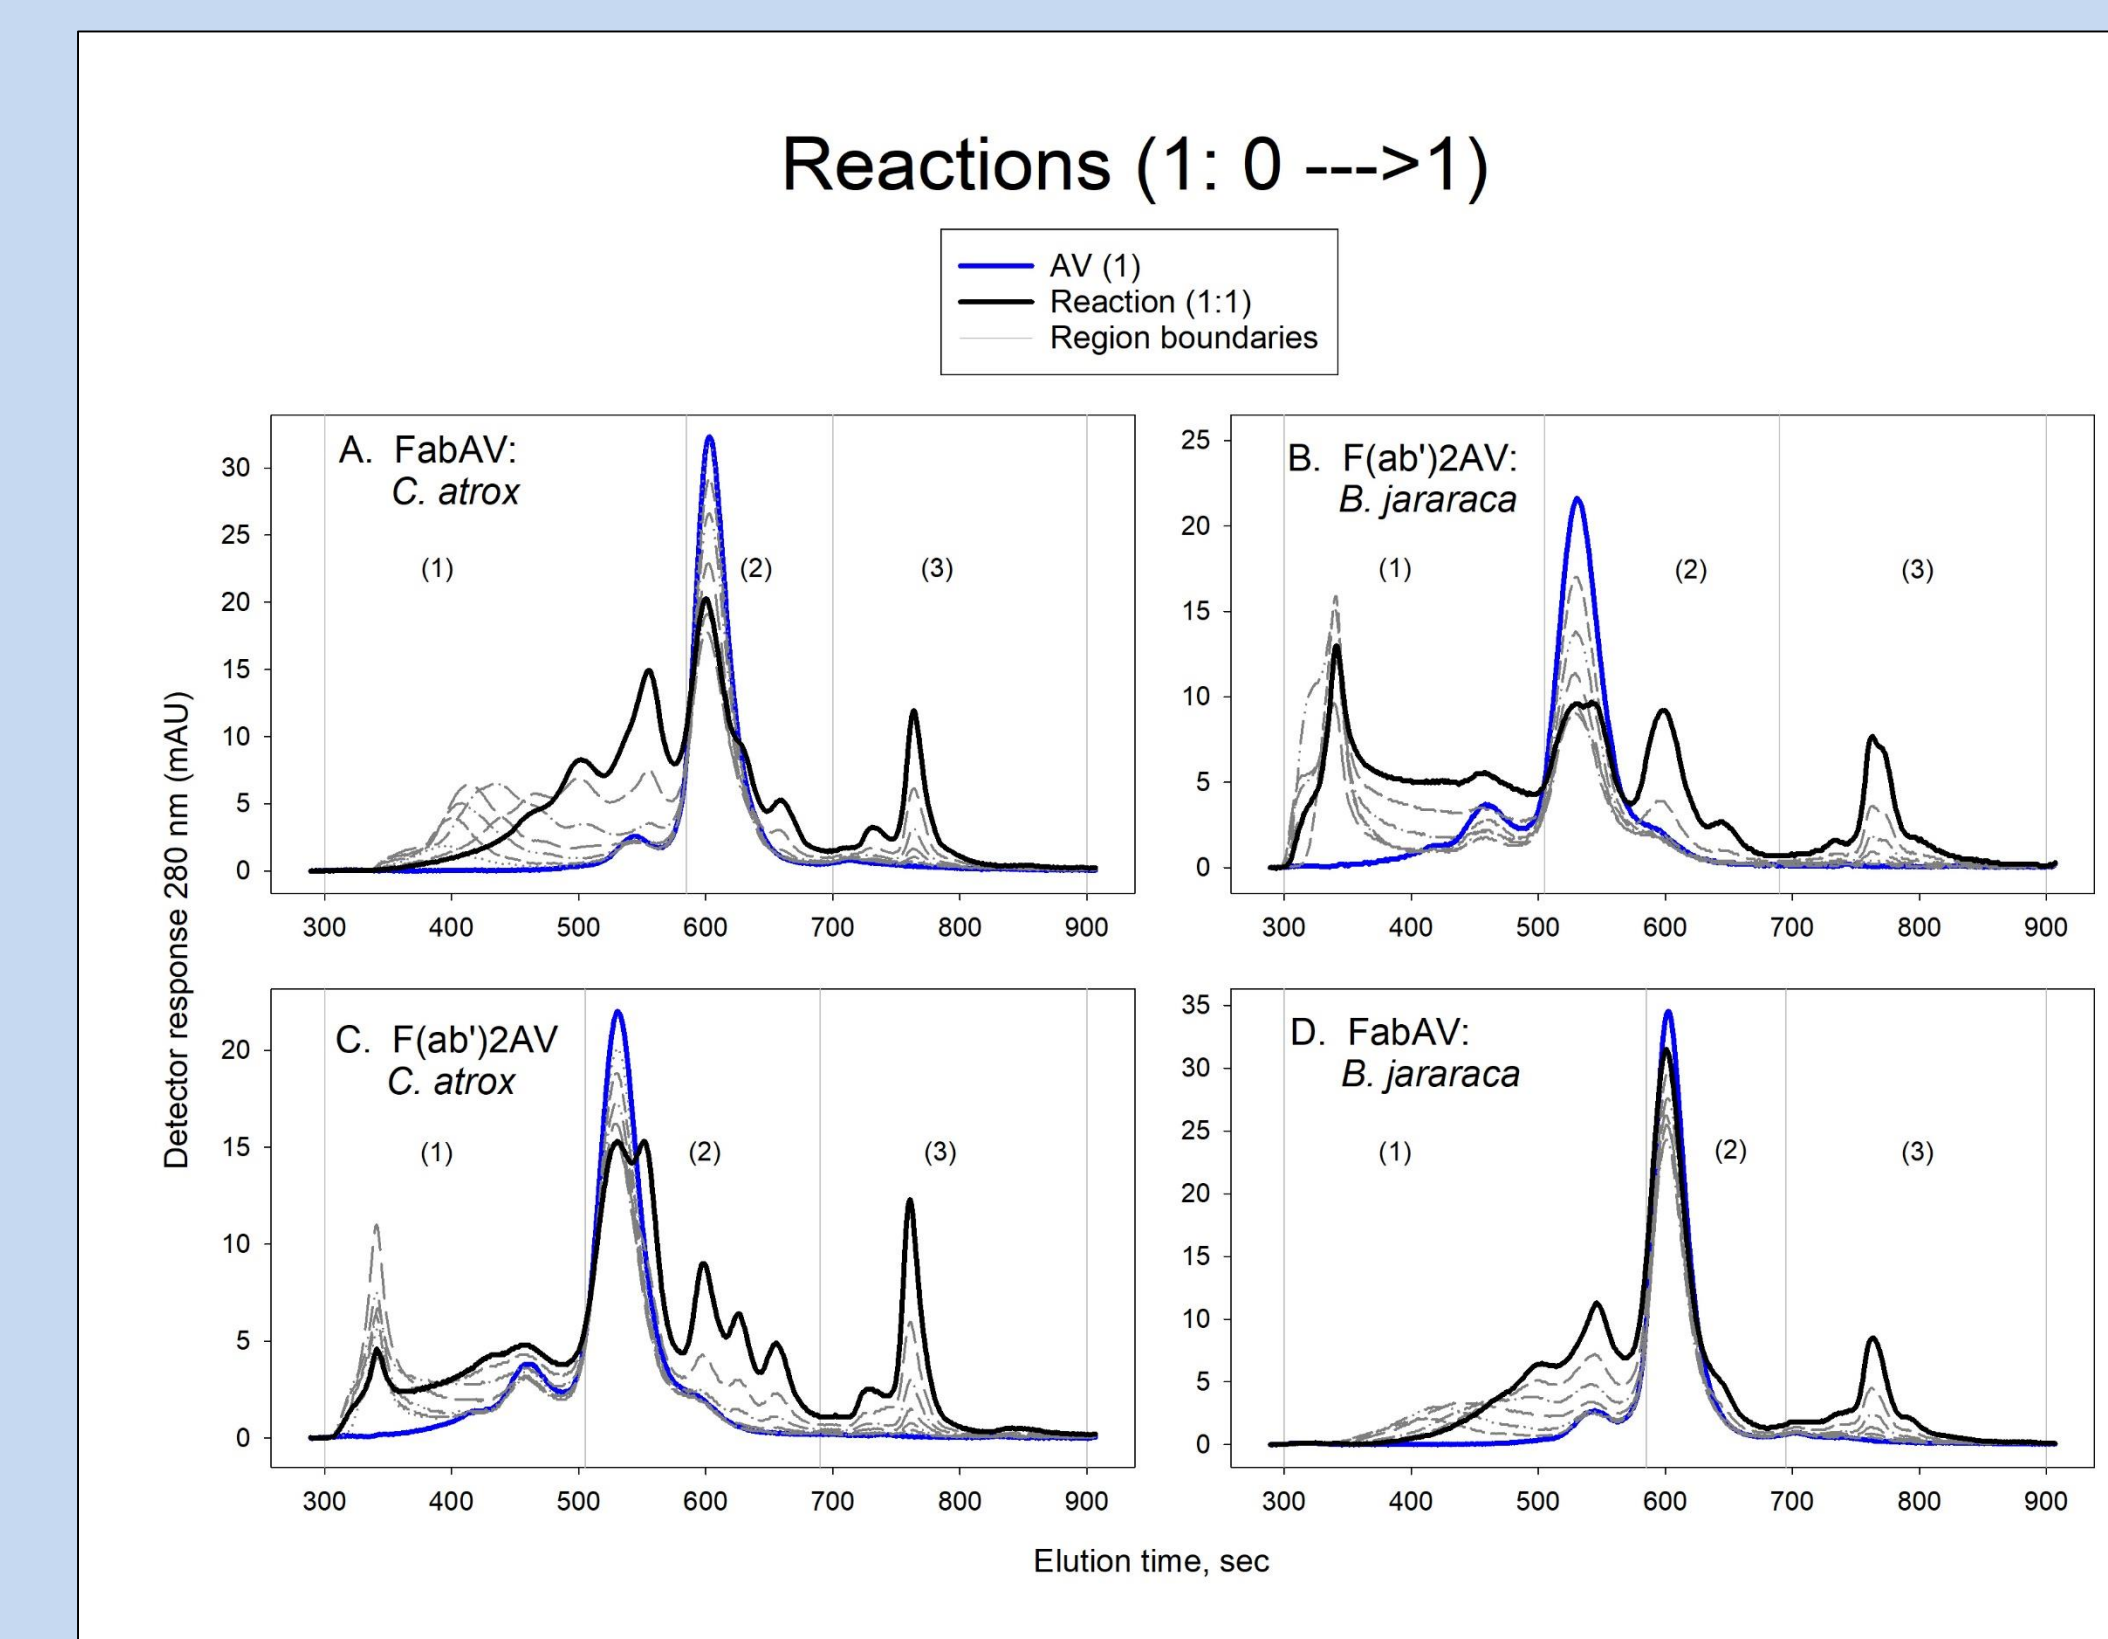 Reactions (1: 0 --->1)
AV (1)
Reaction (1:1)
Region boundaries
Detector response 280 nm (mAU)
A. FabAV:
C. atrox
(1)
(2)
(3)
30
25
20
15
10
5
0
300 400 500 600 700 800 900
B. F(ab')2AV:
B. jararaca
(1)
(2)
(3)
25
20
15
10
5
0
300 400 500 600 700 800 900
C. F(ab')2AV
C. atrox
(1)
(2)
(3)
20
15
10
5
0
300 400 500 600 700 800 900
D. FabAV:
B. jararaca
(1)
(2)
(3)
35
30
25
20
15
10
5
0
300 400 500 600 700 800 900
Elution time, sec